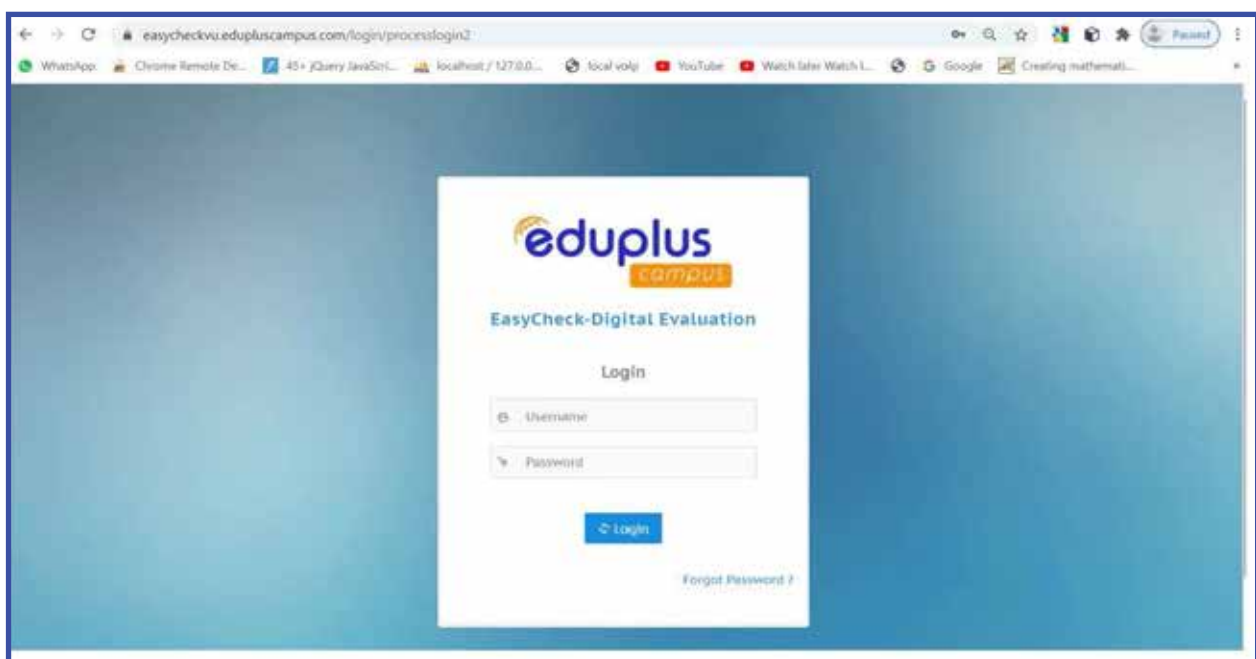 easycheckvu.edupluscampus.com/login/processlogin2
Paused
WhatsApp Chrome Remote De... 45+ jQuery JavaScri... localhost / 127.0.0... local volp YouTube Watch later Watch L... Google Creating mathemati...
eduplus
campus
EasyCheck-Digital Evaluation
Login
Username
Password
Login
Forgot Password ?